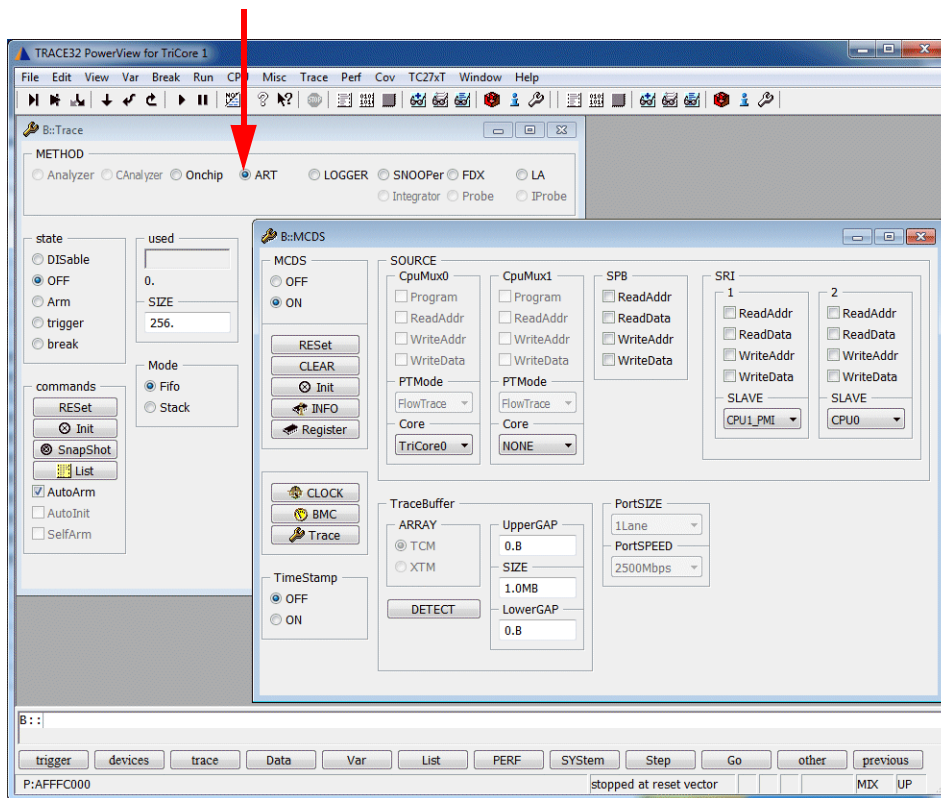 TRACE32 PowerView for TriCore 1
File Edit View Var Break Run CPU Misc Trace Perf Cov TC27xT Window Help
B::Trace
METHOD
Analyzer CAnalyzer Onchip ART LOGGER SNOOPer FDX LA
Integrator Probe IProbe
state
DISable
OFF
Arm
trigger
break
used
0.
SIZE
256.
Mode
Fifo
Stack
commands
RESet
Init
SnapShot
List
AutoArm
AutoInit
SelfArm
B::MCDS
MCDS
OFF
ON
RESet
CLEAR
Init
INFO
Register
CLOCK
BMC
Trace
TimeStamp
OFF
ON
SOURCE
CpuMux0
Program
ReadAddr
WriteAddr
WriteData
PTMode
FlowTrace
Core
TriCore0
CpuMux1
Program
ReadAddr
WriteAddr
WriteData
PTMode
FlowTrace
Core
NONE
SPB
ReadAddr
ReadData
WriteAddr
WriteData
SRI
1
ReadAddr
ReadData
WriteAddr
WriteData
SLAVE
CPU1_PMI
2
ReadAddr
ReadData
WriteAddr
WriteData
SLAVE
CPU0
TraceBuffer
ARRAY
TCM
XTM
DETECT
UpperGAP
0.B
SIZE
1.0MB
LowerGAP
0.B
PortSIZE
1Lane
PortSPEED
2500Mbps
B::
trigger devices trace Data Var List PERF SYStem Step Go other previous
P:AFFFC000 stopped at reset vector MIX UP